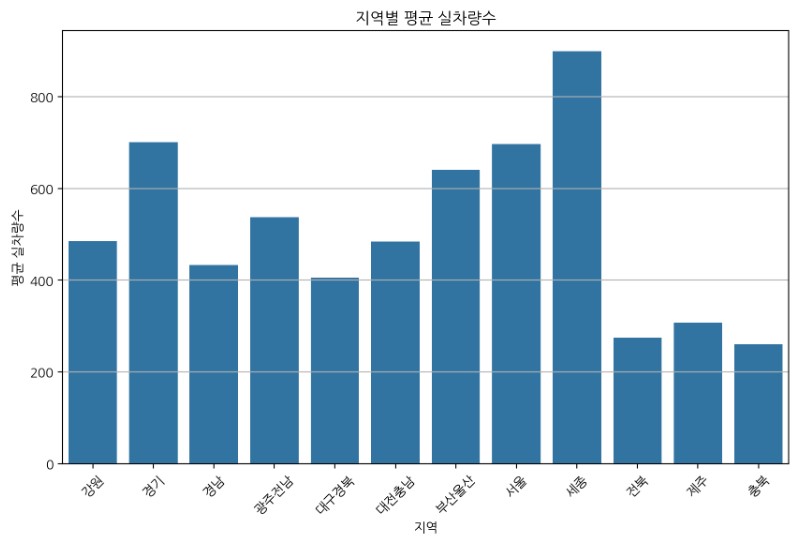 지역별 평균 실차량수
평균 실차량수
800
600
400
200
0
강원
경기
경남
광주전남
대구경북
대전충남
부산울산
서울
세종
전북
제주
충북
지역